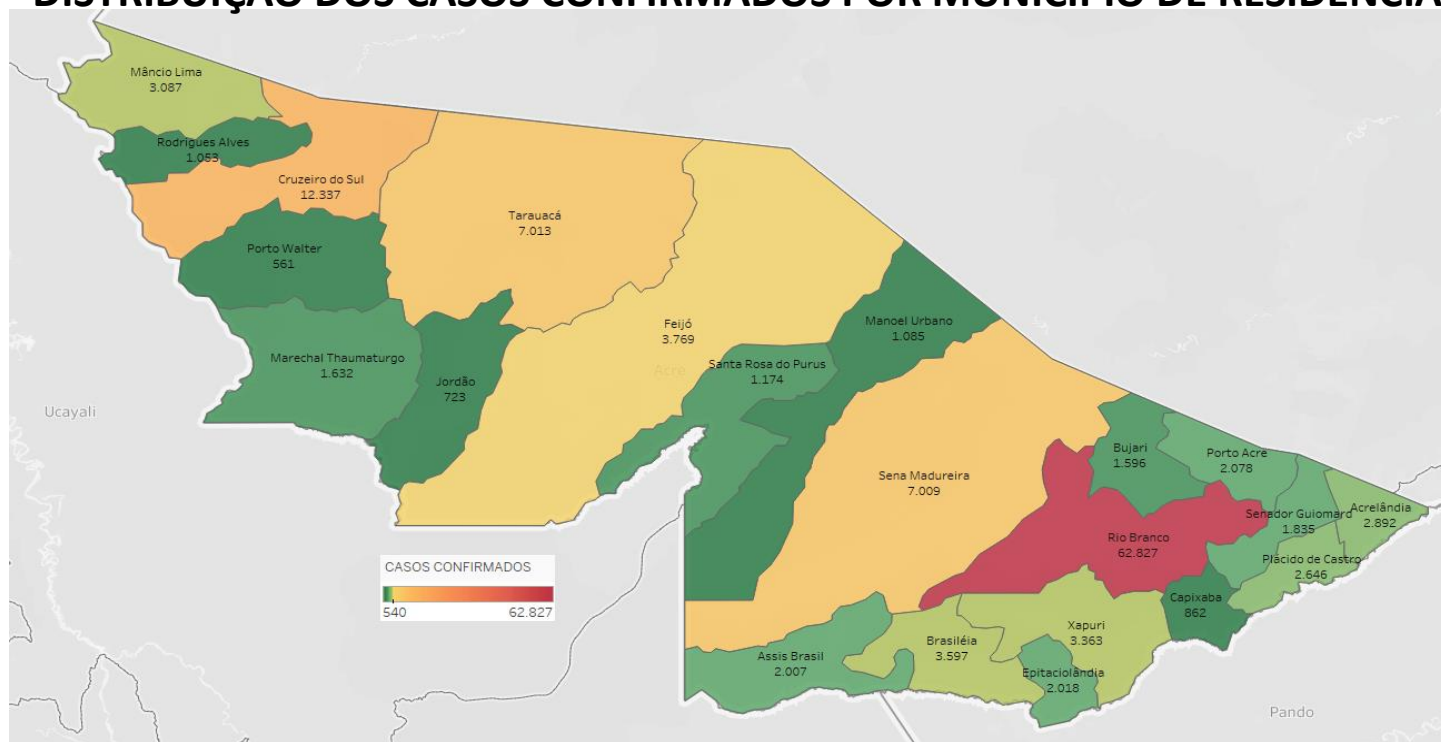 DISTRIBUIÇÃO DOS CASOS CONFIRMADOS POR MUNICÍPIO DE RESIDÊNCIA
Mâncio Lima
3.087
Rodrigues Alves
1.053
Cruzeiro do Sul
12.337
Tarauacá
7.013
Porto Walter
561
Feijó
3.769
Manoel Urbano
1.085
Marechal Thaumaturgo
1.632
Jordão
723
Santa Rosa do Purus
1.174
Acre
Ucayali
Sena Madureira
7.009
Bujari
1.596
Porto Acre
2.078
Senador Guiomard
1.835
Acrelândia
2.892
Rio Branco
62.827
Plácido de Castro
2.646
Capixaba
862
CASOS CONFIRMADOS
540 62.827
Xapuri
3.363
Brasiléia
3.597
Assis Brasil
2.007
Epitaciolândia
2.018
Pando